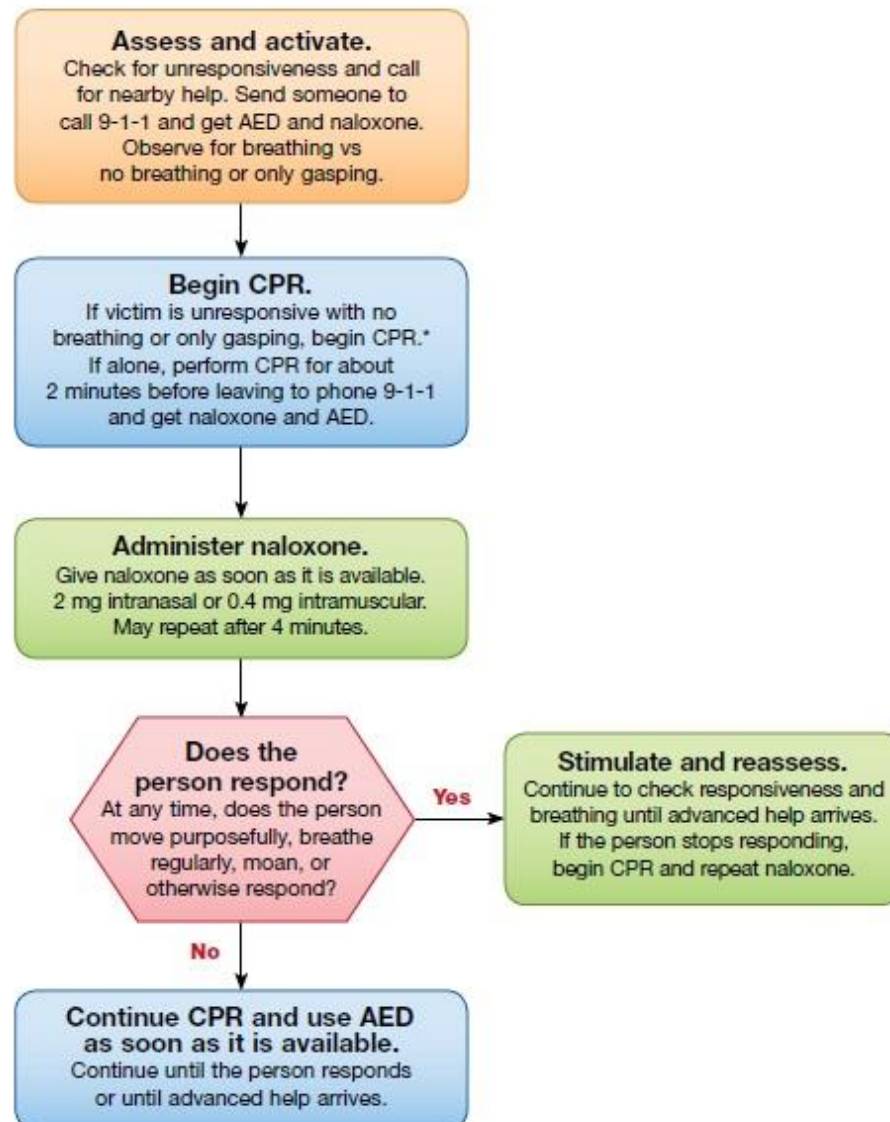 Assess and activate.
Check for unresponsiveness and call
for nearby help. Send someone to
call 9-1-1 and get AED and naloxone.
Observe for breathing vs
no breathing or only gasping.
Begin CPR.
If victim is unresponsive with no
breathing or only gasping, begin CPR.*
If alone, perform CPR for about
2 minutes before leaving to phone 9-1-1
and get naloxone and AED.
Administer naloxone.
Give naloxone as soon as it is available.
2 mg intranasal or 0.4 mg intramuscular.
May repeat after 4 minutes.
Does the
person respond?
At any time, does the person
move purposefully, breathe
regularly, moan, or
otherwise respond?
Yes
Stimulate and reassess.
Continue to check responsiveness and
breathing until advanced help arrives.
If the person stops responding,
begin CPR and repeat naloxone.
No
Continue CPR and use AED
as soon as it is available.
Continue until the person responds
or until advanced help arrives.